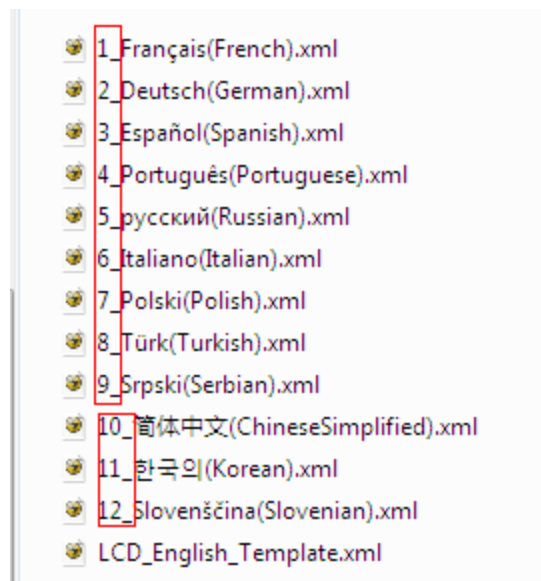 1_Français(French).xml
2_Deutsch(German).xml
3_Español(Spanish).xml
4_Português(Portuguese).xml
5_русский(Russian).xml
6_Italiano(Italian).xml
7_Polski(Polish).xml
8_Türk(Turkish).xml
9_Srpski(Serbian).xml
10_简体中文(ChineseSimplified).xml
11_한국의(Korean).xml
12_Slovenščina(Slovenian).xml
LCD_English_Template.xml